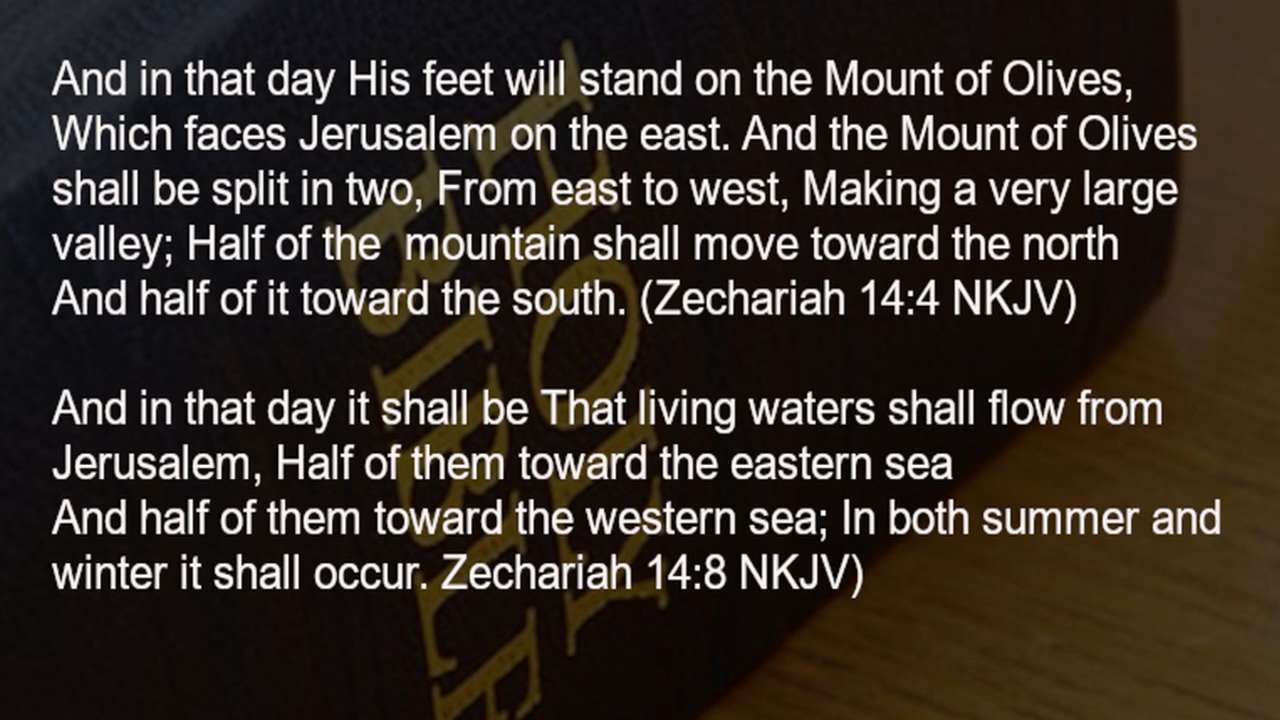 And in that day His feet will stand on the Mount of Olives,
Which faces Jerusalem on the east. And the Mount of Olives
shall be split in two, From east to west, Making a very large
valley; Half of the  mountain shall move toward the north
And half of it toward the south. (Zechariah 14:4 NKJV)
And in that day it shall be That living waters shall flow from
Jerusalem, Half of them toward the eastern sea
And half of them toward the western sea; In both summer and
winter it shall occur. Zechariah 14:8 NKJV)
HOLY
BIBLE